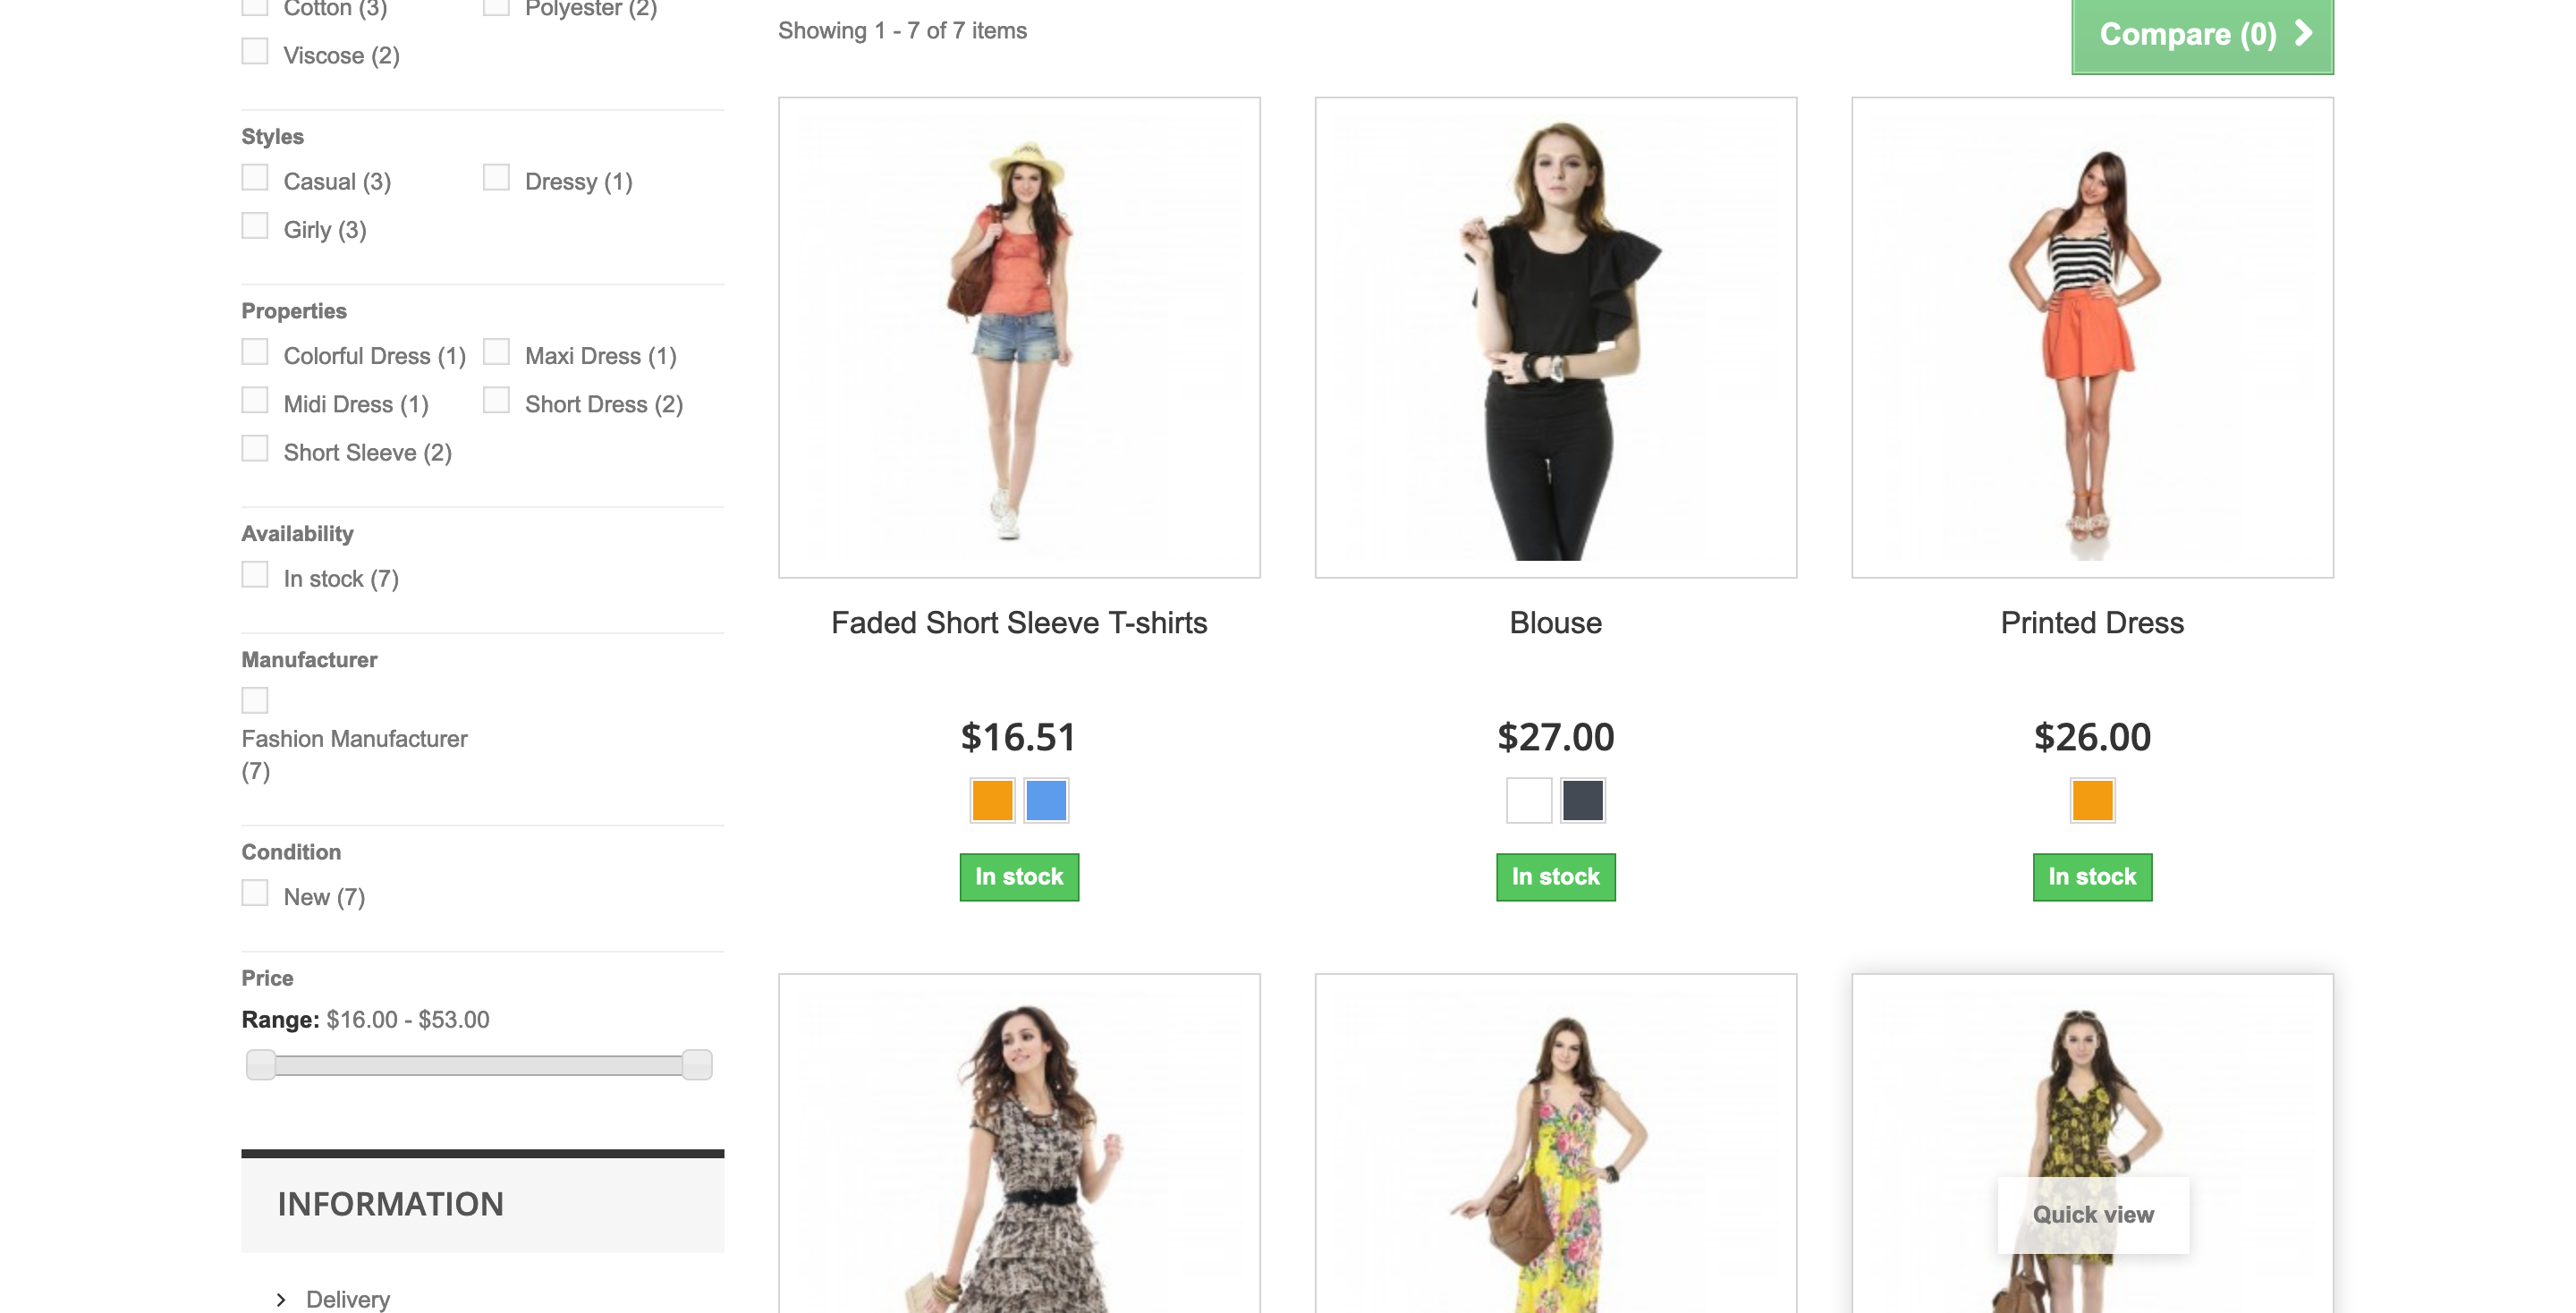 Cotton (3)
Polyester (2)
Viscose (2)
Styles
Casual (3)
Dressy (1)
Girly (3)
Properties
Colorful Dress (1)
Maxi Dress (1)
Midi Dress (1)
Short Dress (2)
Short Sleeve (2)
Availability
In stock (7)
Manufacturer
Fashion Manufacturer
(7)
Condition
New (7)
Price
Range: $16.00 - $53.00
INFORMATION
Delivery
Showing 1 - 7 of 7 items
Compare (0)
Faded Short Sleeve T-shirts
$16.51
In stock
Blouse
$27.00
In stock
Printed Dress
$26.00
In stock
Quick view